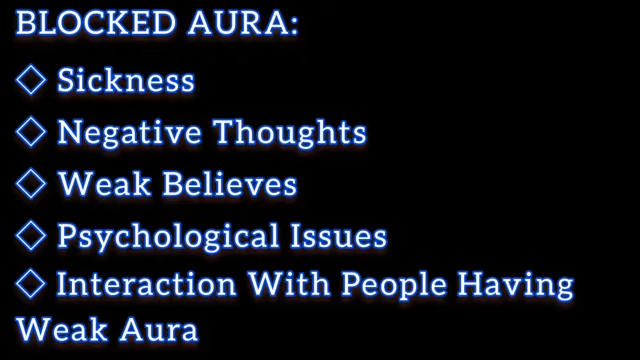 BLOCKED AURA:
◇ Sickness
◇ Negative Thoughts
◇ Weak Believes
◇ Psychological Issues
◇ Interaction With People Having
Weak Aura